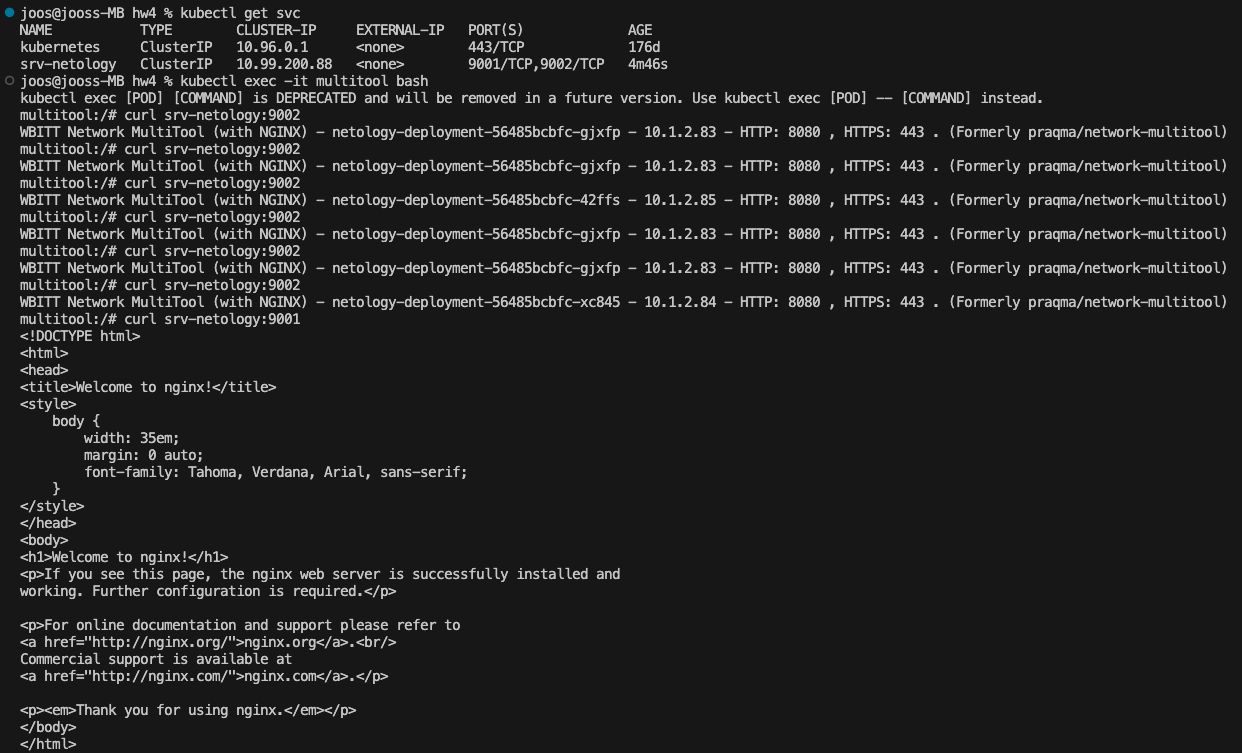 joos@jooss-MB hw4 % kubectl get svc
NAME           TYPE        CLUSTER-IP     EXTERNAL-IP   PORT(S)             AGE
kubernetes     ClusterIP   10.96.0.1      <none>        443/TCP             176d
srv-netology   ClusterIP   10.99.200.88   <none>        9001/TCP,9002/TCP   4m46s
joos@jooss-MB hw4 % kubectl exec -it multitool bash
kubectl exec [POD] [COMMAND] is DEPRECATED and will be removed in a future version. Use kubectl exec [POD] -- [COMMAND] instead.
multitool:/# curl srv-netology:9002
WBITT Network MultiTool (with NGINX) - netology-deployment-56485bcbfc-gjxfp - 10.1.2.83 - HTTP: 8080 , HTTPS: 443 . (Formerly praqma/network-multitool)
multitool:/# curl srv-netology:9002
WBITT Network MultiTool (with NGINX) - netology-deployment-56485bcbfc-gjxfp - 10.1.2.83 - HTTP: 8080 , HTTPS: 443 . (Formerly praqma/network-multitool)
multitool:/# curl srv-netology:9002
WBITT Network MultiTool (with NGINX) - netology-deployment-56485bcbfc-42ffs - 10.1.2.85 - HTTP: 8080 , HTTPS: 443 . (Formerly praqma/network-multitool)
multitool:/# curl srv-netology:9002
WBITT Network MultiTool (with NGINX) - netology-deployment-56485bcbfc-gjxfp - 10.1.2.83 - HTTP: 8080 , HTTPS: 443 . (Formerly praqma/network-multitool)
multitool:/# curl srv-netology:9002
WBITT Network MultiTool (with NGINX) - netology-deployment-56485bcbfc-gjxfp - 10.1.2.83 - HTTP: 8080 , HTTPS: 443 . (Formerly praqma/network-multitool)
multitool:/# curl srv-netology:9002
WBITT Network MultiTool (with NGINX) - netology-deployment-56485bcbfc-xc845 - 10.1.2.84 - HTTP: 8080 , HTTPS: 443 . (Formerly praqma/network-multitool)
multitool:/# curl srv-netology:9001
<!DOCTYPE html>
<html>
<head>
<title>Welcome to nginx!</title>
<style>
    body {
        width: 35em;
        margin: 0 auto;
        font-family: Tahoma, Verdana, Arial, sans-serif;
    }
</style>
</head>
<body>
<h1>Welcome to nginx!</h1>
<p>If you see this page, the nginx web server is successfully installed and
working. Further configuration is required.</p>

<p>For online documentation and support please refer to
<a href="http://nginx.org/">nginx.org</a>.<br/>
Commercial support is available at
<a href="http://nginx.com/">nginx.com</a>.</p>

<p><em>Thank you for using nginx.</em></p>
</body>
</html>